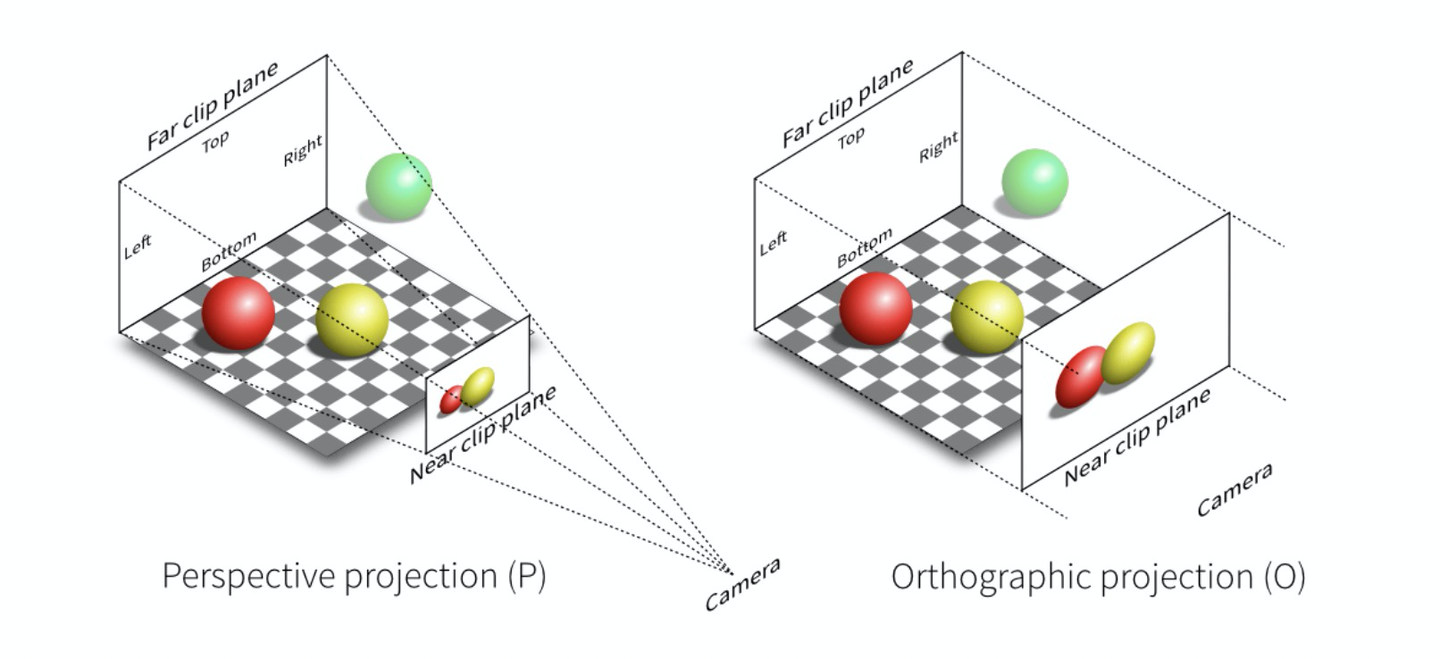 Far clip plane
Top
Right
Left
Bottom
Near clip plane
Camera
Perspective projection (P)
Far clip plane
Top
Right
Left
Bottom
Near clip plane
Camera
Orthographic projection (O)